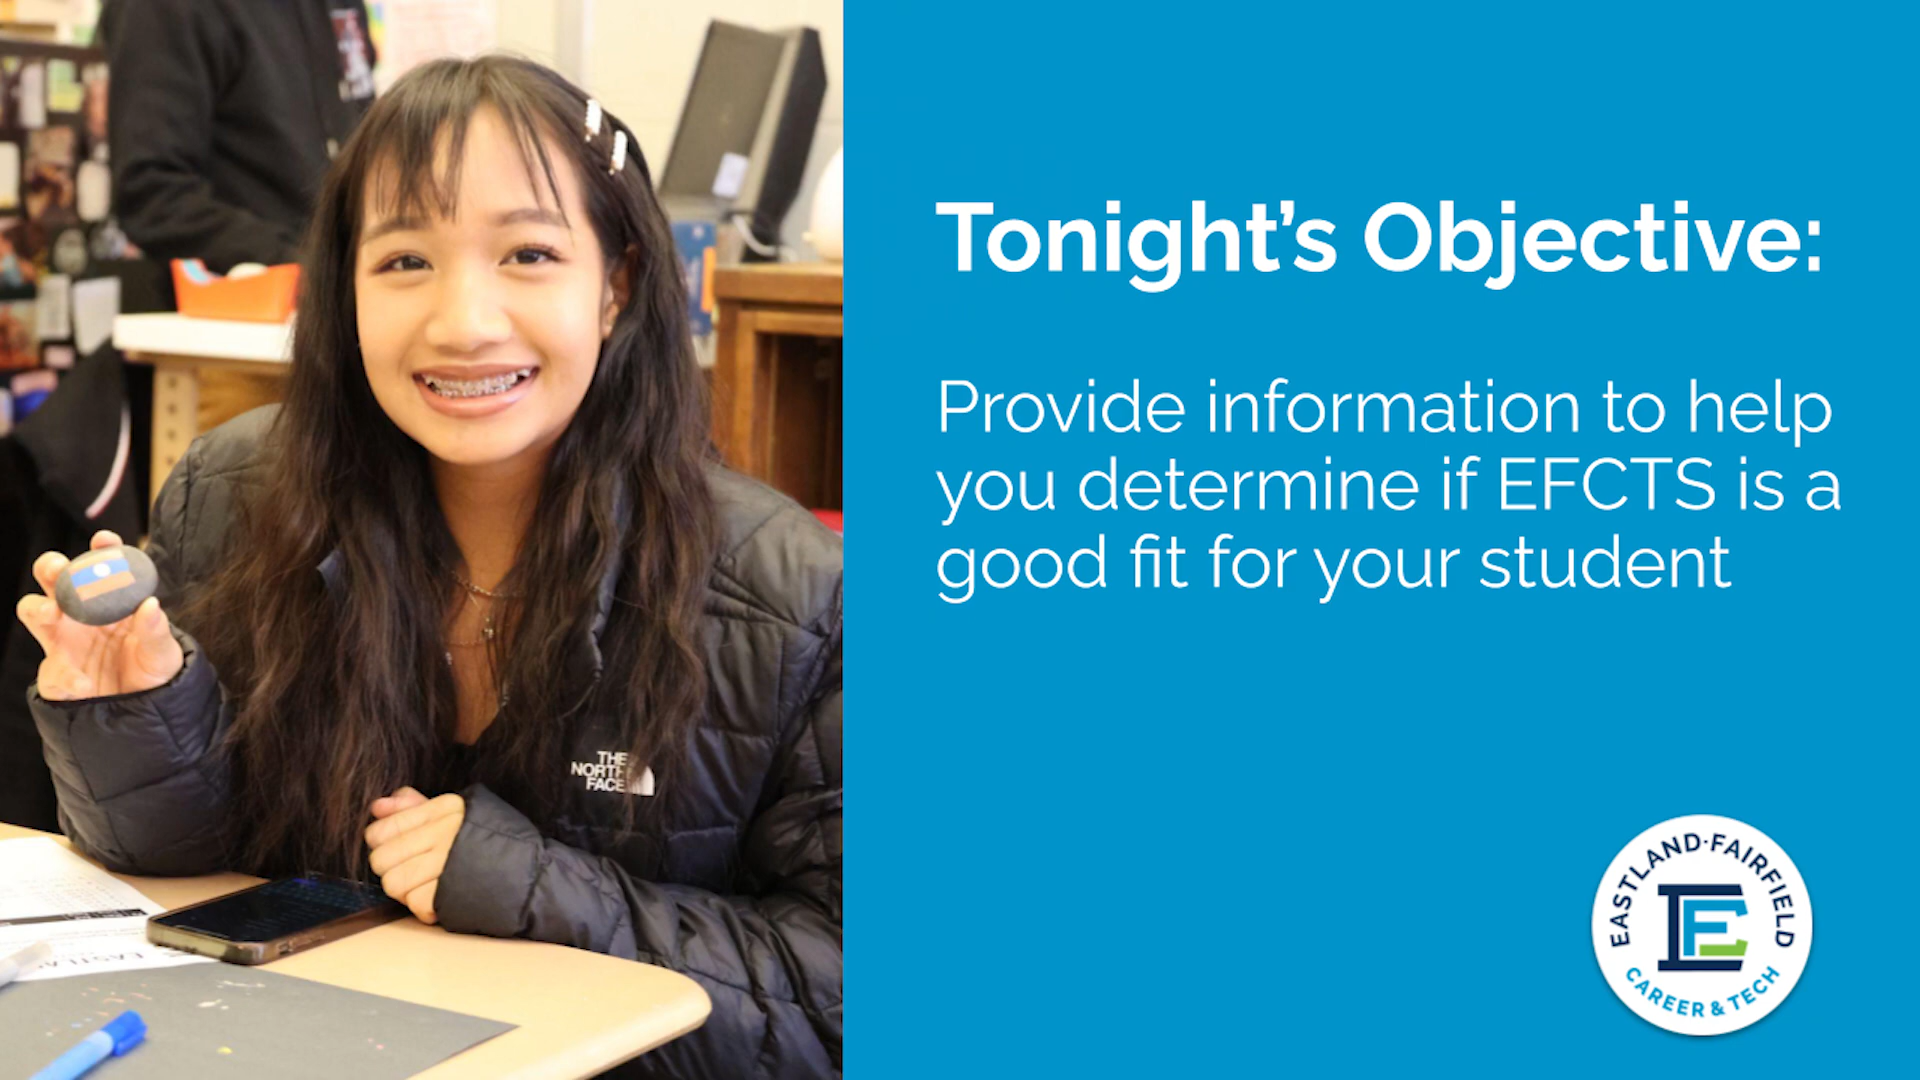 Tonight’s Objective:
Provide information to help
you determine if EFCTS is a
good fit for your student
THE
NORTH
FACE
EASTLAND·FAIRFIELD
CAREER & TECH